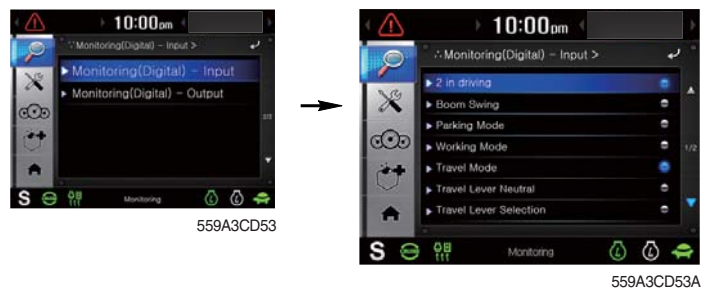 10:00pm
∴Monitoring(Digital) - Input >
▶ Monitoring(Digital) - Input
▶ Monitoring(Digital) - Output
S
Monitoring
559A3CD53
10:00pm
∴Monitoring(Digital) - Input >
▶ 2 in driving
▶ Boom Swing
▶ Parking Mode
▶ Working Mode
1/2
▶ Travel Mode
▶ Travel Lever Neutral
▶ Travel Lever Selection
S
Monitoring
559A3CD53A